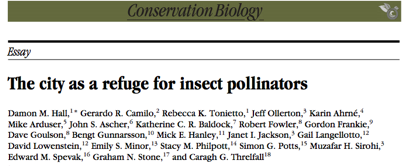 Conservation Biology
Essay
The city as a refuge for insect pollinators
Damon M. Hall,¹* Gerardo R. Camilo,² Rebecca K. Tonietto,¹ Jeff Ollerton,³ Karin Ahrné,⁴
Mike Arduser,⁵ John S. Ascher,⁶ Katherine C. R. Baldock,⁷ Robert Fowler,⁸ Gordon Frankie,⁹
Dave Goulson,⁸ Bengt Gunnarsson,¹⁰ Mick E. Hanley,¹¹ Janet I. Jackson,³ Gail Langellotto,¹²
David Lowenstein,¹² Emily S. Minor,¹³ Stacy M. Philpott,¹⁴ Simon G. Potts,¹⁵ Muzafar H. Sirohi,³
Edward M. Spevak,¹⁶ Graham N. Stone,¹⁷ and Caragh G. Threlfall¹⁸